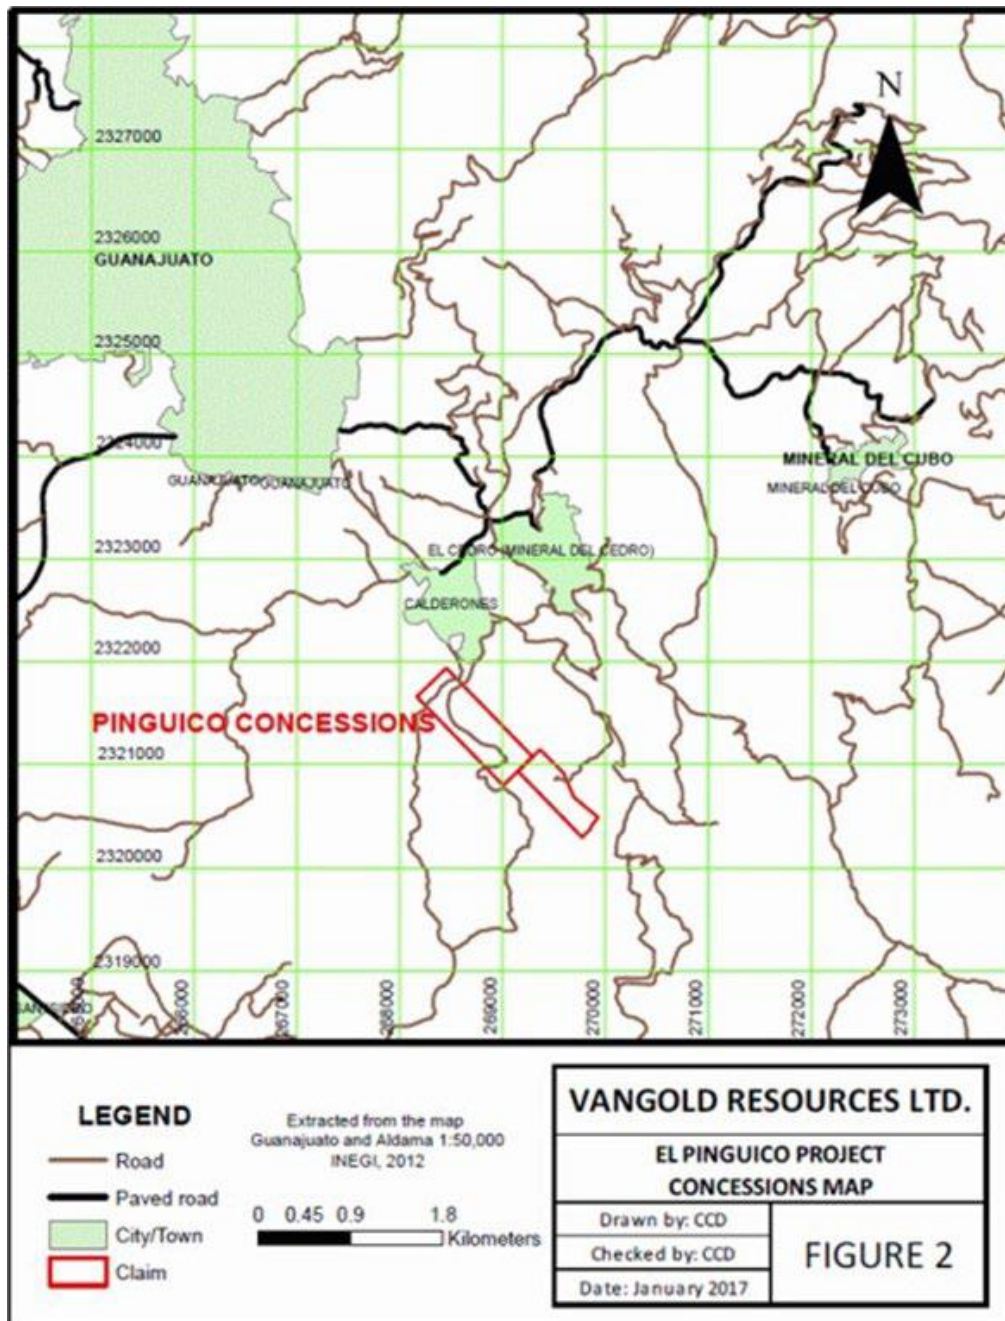 N
2327000
2326000
GUANAJUATO
2325000
2324000
MINERAL DEL CUBO
GUANAJUATO GUANAJUATO
MINERAL DEL CUBO
2323000
EL CEDRO (MINERAL DEL CEDRO)
CALDERONES
2322000
PINGUICO CONCESSIONS
2321000
2320000
2319000
266000
267000
268000
269000
270000
271000
272000
273000
LEGEND
Road
Paved road
City/Town
Claim
Extracted from the map
Guanajuato and Aldama 1:50,000
INEGI, 2012
0 0.45 0.9 1.8
Kilometers
VANGOLD RESOURCES LTD.
EL PINGUICO PROJECT
CONCESSIONS MAP
Drawn by: CCD
Checked by: CCD
Date: January 2017
FIGURE 2